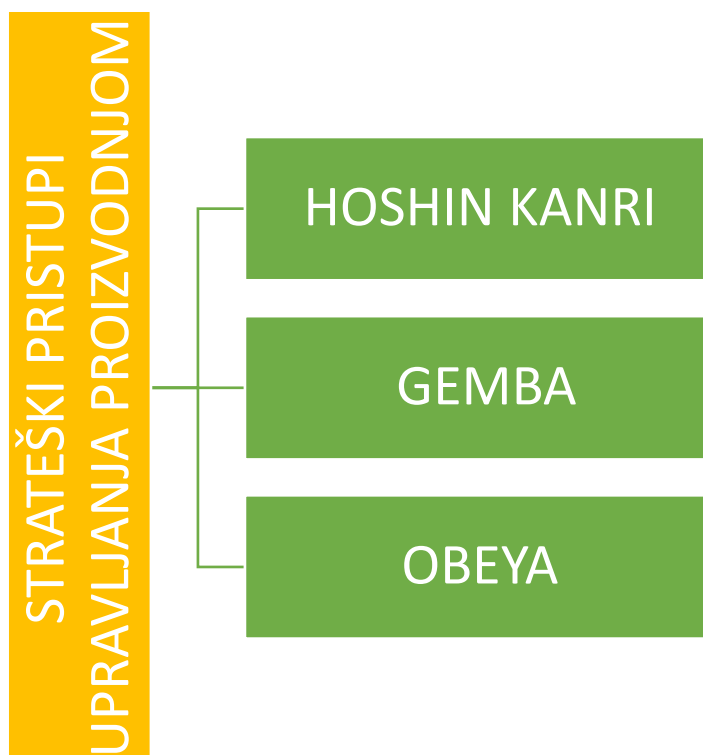 STRATEŠKI PRISTUPI
UPRAVLJANJA PROIZVODNJOM
HOSHIN KANRI
GEMBA
OBEYA